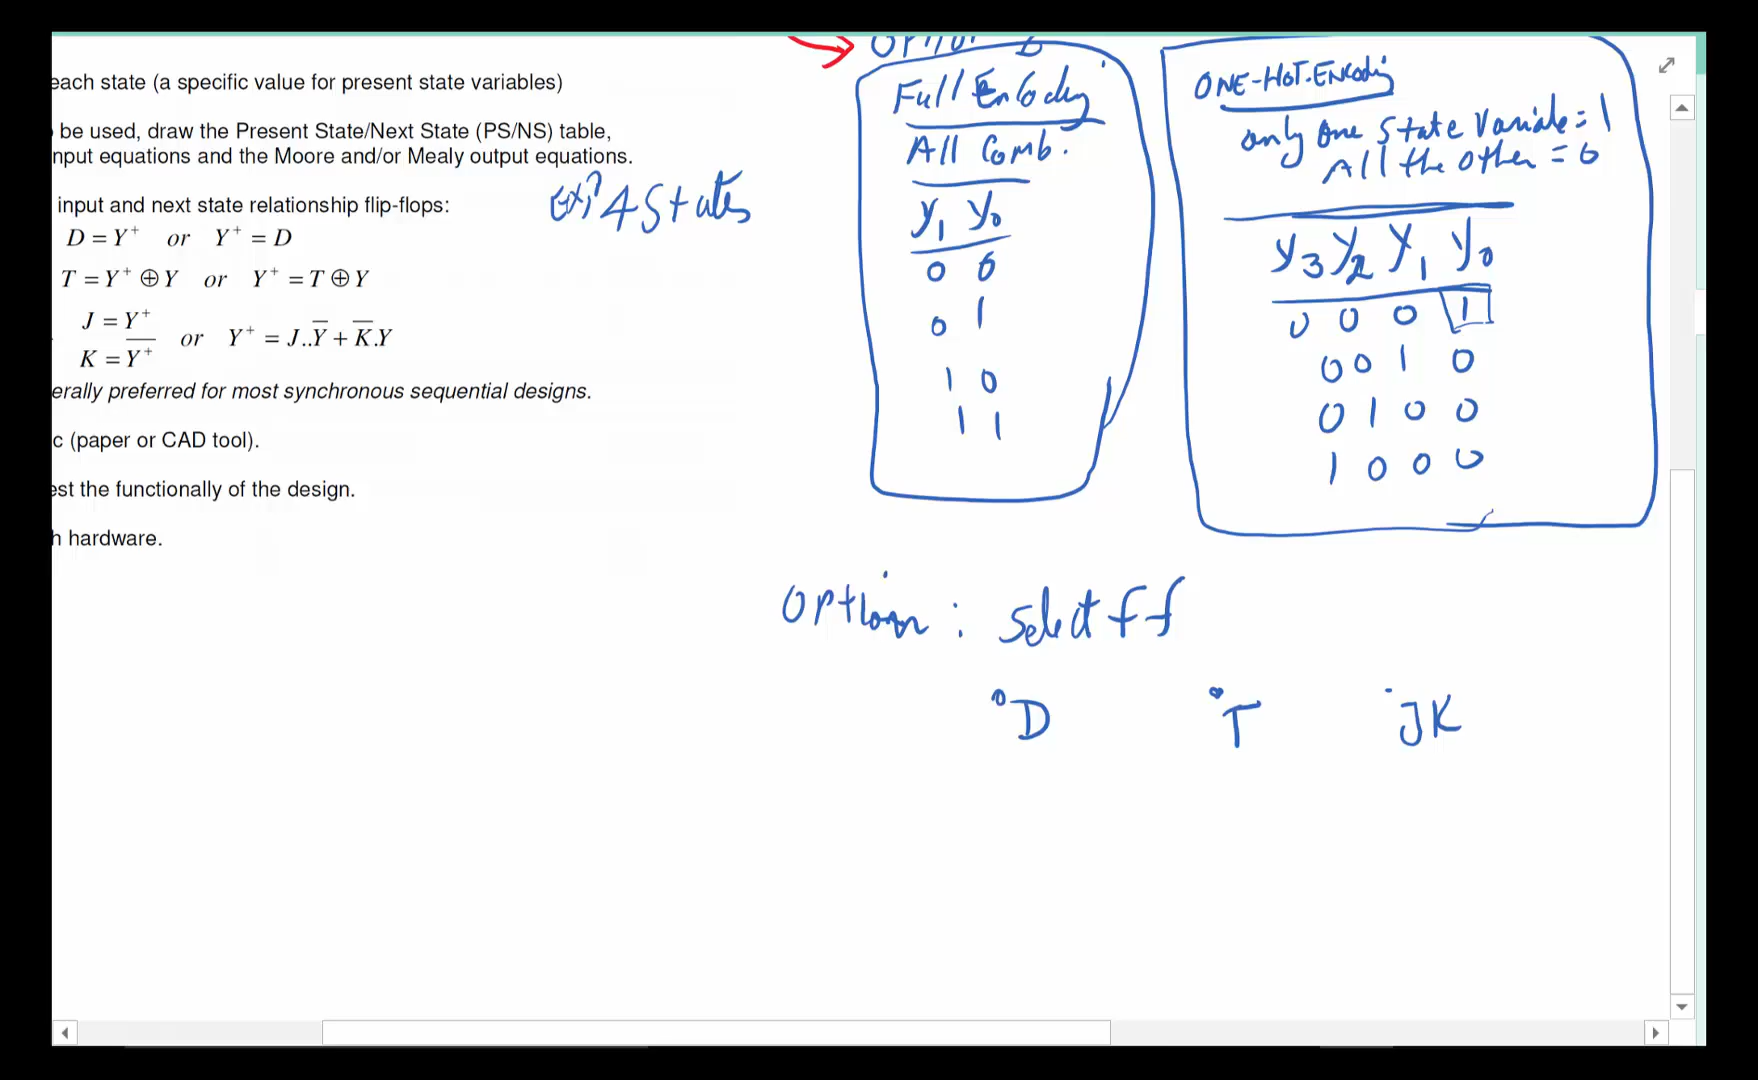 each state (a specific value for present state variables)
be used, draw the Present State/Next State (PS/NS) table,
nput equations and the Moore and/or Mealy output equations.
input and next state relationship flip-flops:
D = Y⁺ or Y⁺ = D
T = Y⁺ ⊕ Y or Y⁺ = T ⊕ Y
J = Y⁺
K = Y̅⁺ or Y⁺ = J..Y̅ + K̅.Y
erally preferred for most synchronous sequential designs.
c (paper or CAD tool).
est the functionally of the design.
h hardware.
Ex: 4 States
Full Encoding
All Comb.
Y1 Y0
0 0
0 1
1 0
1 1
ONE-HOT-Encodig
only one State Variable = 1
All the other = 0
Y3 Y2 Y1 Y0
0 0 0 1
0 0 1 0
0 1 0 0
1 0 0 0
Option : Select FF
D T JK